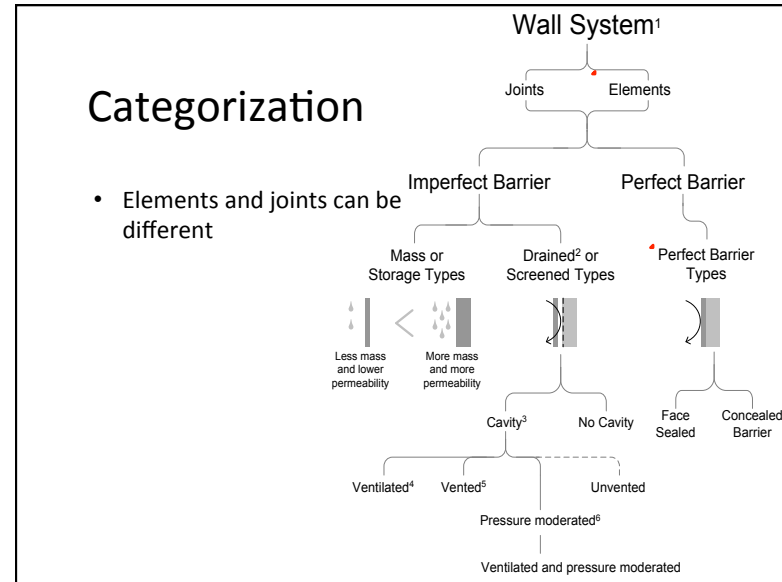 Wall System¹
Categorization
Joints
Elements
• Elements and joints can be
different
Imperfect Barrier
Perfect Barrier
Mass or
Storage Types
Drained² or
Screened Types
Perfect Barrier
Types
<
Less mass
and lower
permeability
More mass
and more
permeability
Cavity³
No Cavity
Face
Sealed
Concealed
Barrier
Ventilated⁴
Vented⁵
Unvented
Pressure moderated⁶
Ventilated and pressure moderated